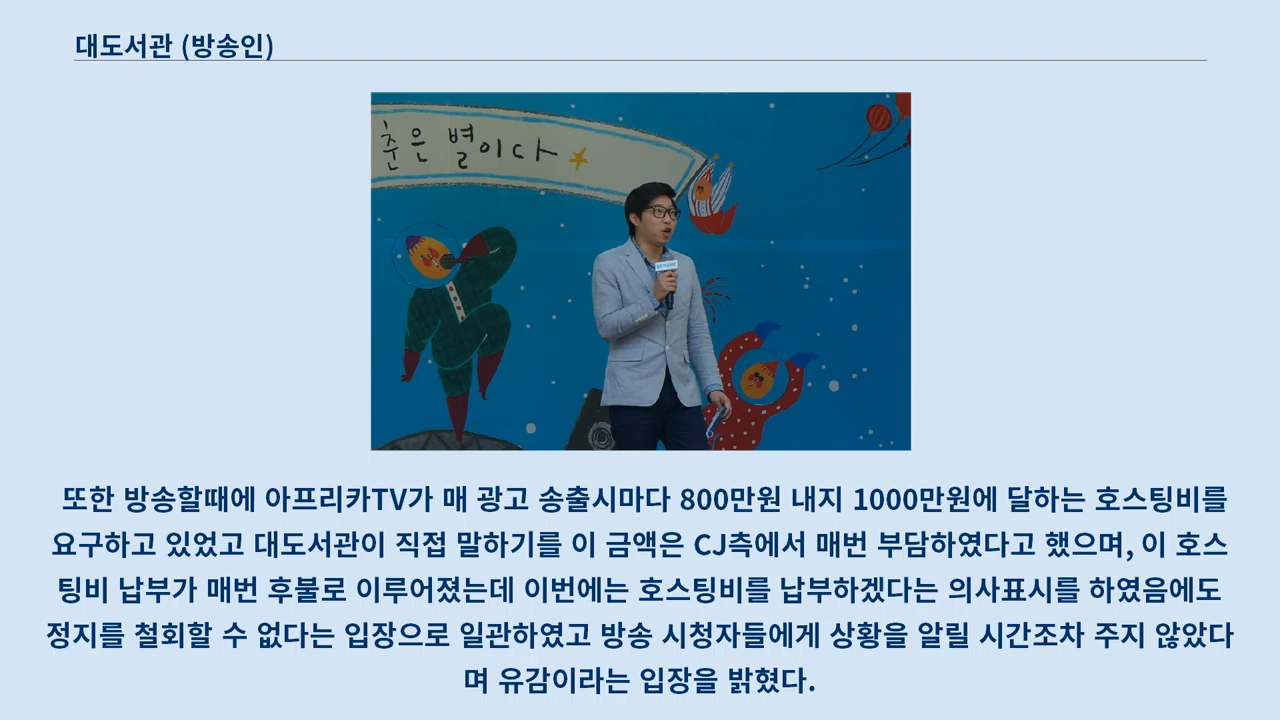 대도서관 (방송인)
춘은 별이다
또한 방송할때에 아프리카TV가 매 광고 송출시마다 800만원 내지 1000만원에 달하는 호스팅비를
요구하고 있었고 대도서관이 직접 말하기를 이 금액은 CJ측에서 매번 부담하였다고 했으며, 이 호스
팅비 납부가 매번 후불로 이루어졌는데 이번에는 호스팅비를 납부하겠다는 의사표시를 하였음에도
정지를 철회할 수 없다는 입장으로 일관하였고 방송 시청자들에게 상황을 알릴 시간조차 주지 않았다
며 유감이라는 입장을 밝혔다.